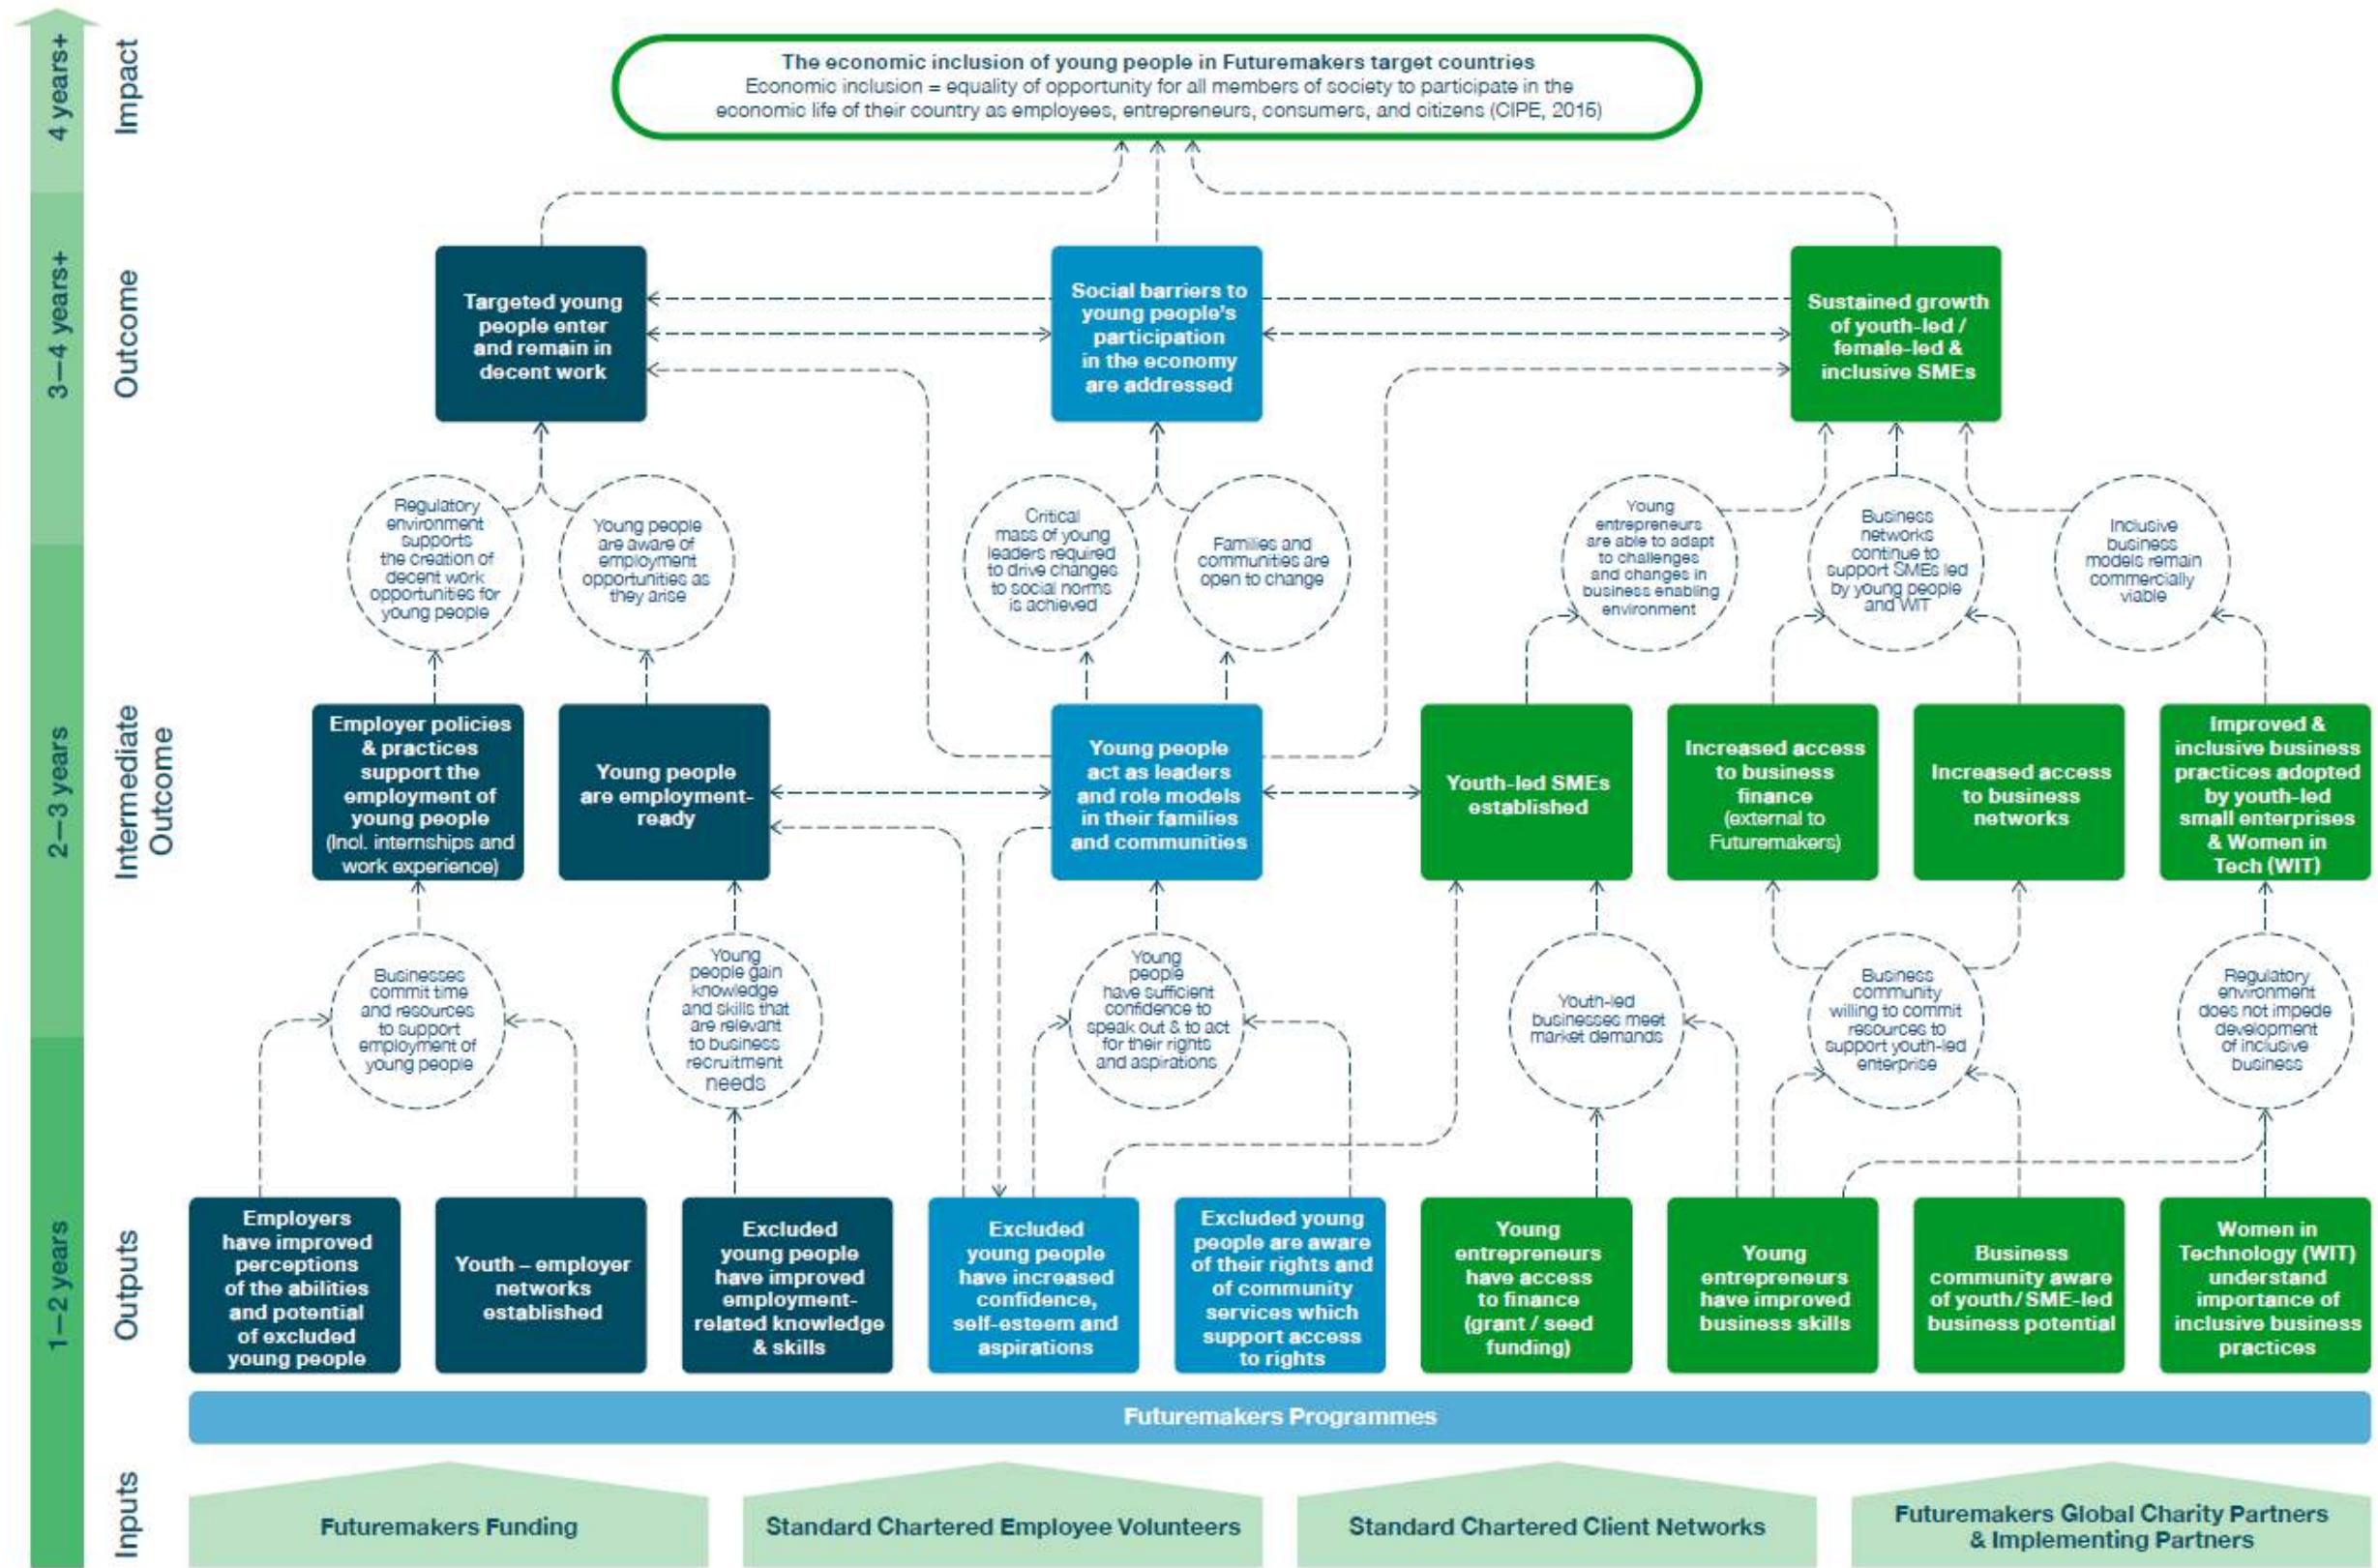 4 years+
Impact
The economic inclusion of young people in Futuremakers target countries
Economic inclusion = equality of opportunity for all members of society to participate in the
economic life of their country as employees, entrepreneurs, consumers, and citizens (CIPE, 2015)
3—4 years+
Outcome
Targeted young
people enter
and remain in
decent work
Social barriers to
young people's
participation
in the economy
are addressed
Sustained growth
of youth-led /
female-led &
inclusive SMEs
Regulatory
environment
supports
the creation of
decent work
opportunities for
young people
Young people
are aware of
employment
opportunities as
they arise
Critical
mass of young
leaders required
to drive changes
to social norms
is achieved
Families and
communities are
open to change
Young
entrepreneurs
are able to adapt
to challenges
and changes in
business enabling
environment
Business
networks
continue to
support SMEs led
by young people
and WIT
Inclusive
business
models remain
commercially
viable
2—3 years
Intermediate
Outcome
Employer policies
& practices
support the
employment of
young people
(Incl. internships and
work experience)
Young people
are employment-
ready
Young people
act as leaders
and role models
in their families
and communities
Youth-led SMEs
established
Increased access
to business
finance
(external to
Futuremakers)
Increased access
to business
networks
Improved &
inclusive business
practices adopted
by youth-led
small enterprises
& Women in
Tech (WIT)
Businesses
commit time
and resources
to support
employment of
young people
Young
people gain
knowledge
and skills that
are relevant
to business
recruitment
needs
Young
people
have sufficient
confidence to
speak out & to act
for their rights
and aspirations
Youth-led
businesses meet
market demands
Business
community
willing to commit
resources to
support youth-led
enterprise
Regulatory
environment
does not impede
development
of inclusive
business
1—2 years
Outputs
Employers
have improved
perceptions
of the abilities
and potential
of excluded
young people
Youth – employer
networks
established
Excluded
young people
have improved
employment-
related knowledge
& skills
Excluded
young people
have increased
confidence,
self-esteem and
aspirations
Excluded young
people are aware
of their rights and
of community
services which
support access
to rights
Young
entrepreneurs
have access
to finance
(grant / seed
funding)
Young
entrepreneurs
have improved
business skills
Business
community aware
of youth/SME-led
business potential
Women in
Technology (WIT)
understand
importance of
inclusive business
practices
Futuremakers Programmes
Inputs
Futuremakers Funding
Standard Chartered Employee Volunteers
Standard Chartered Client Networks
Futuremakers Global Charity Partners
& Implementing Partners